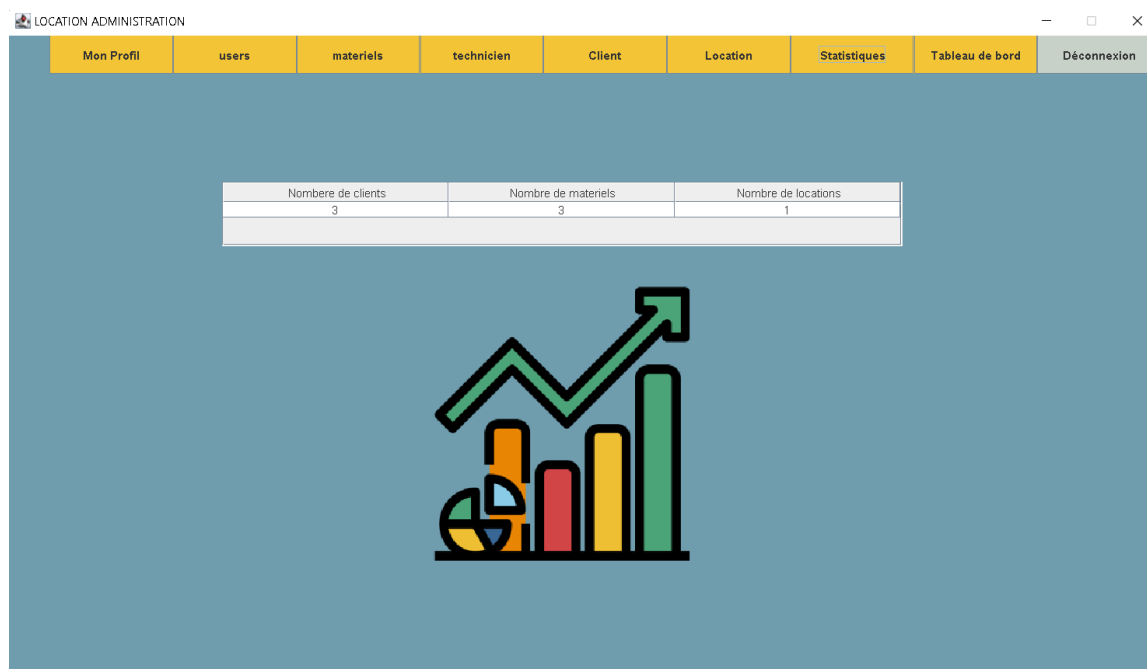 LOCATION ADMINISTRATION
Mon Profil users materiels technicien Client Location Statistiques Tableau de bord Déconnexion
Nombere de clients Nombre de materiels Nombre de locations
3 3 1